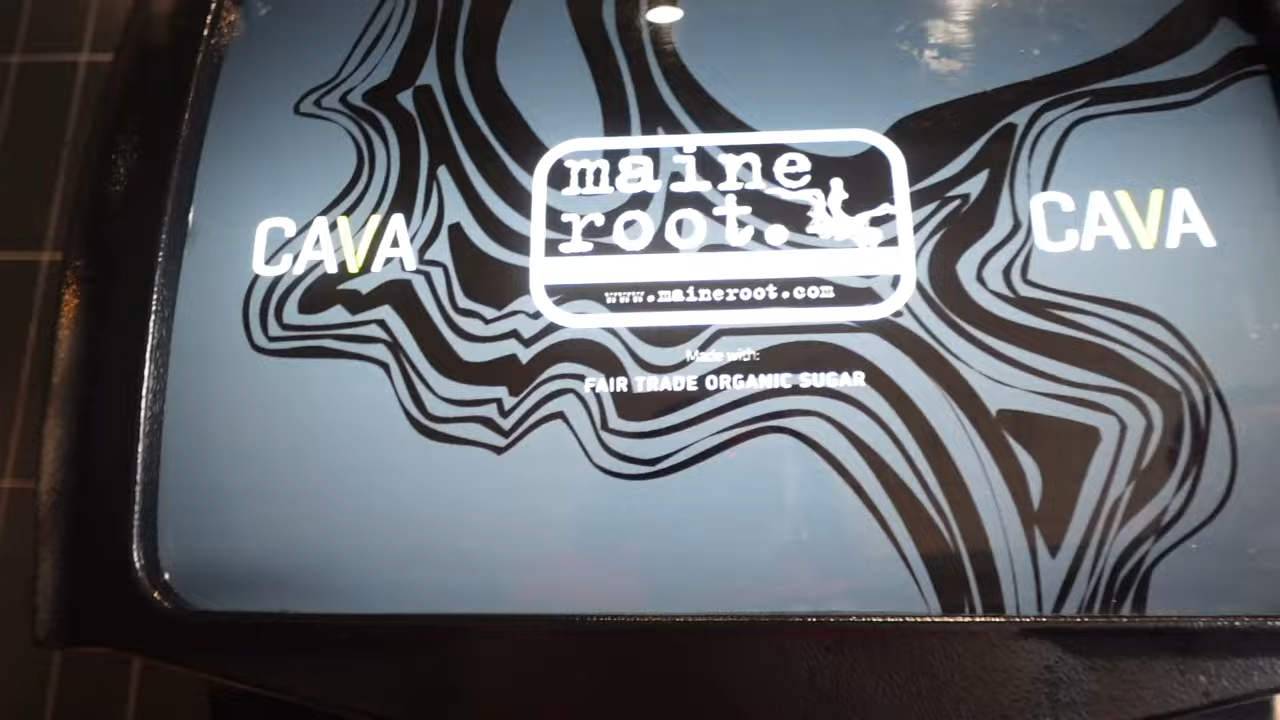 maine
root.
www.maineroot.com
CAVA
CAVA
Made with:
FAIR TRADE ORGANIC SUGAR